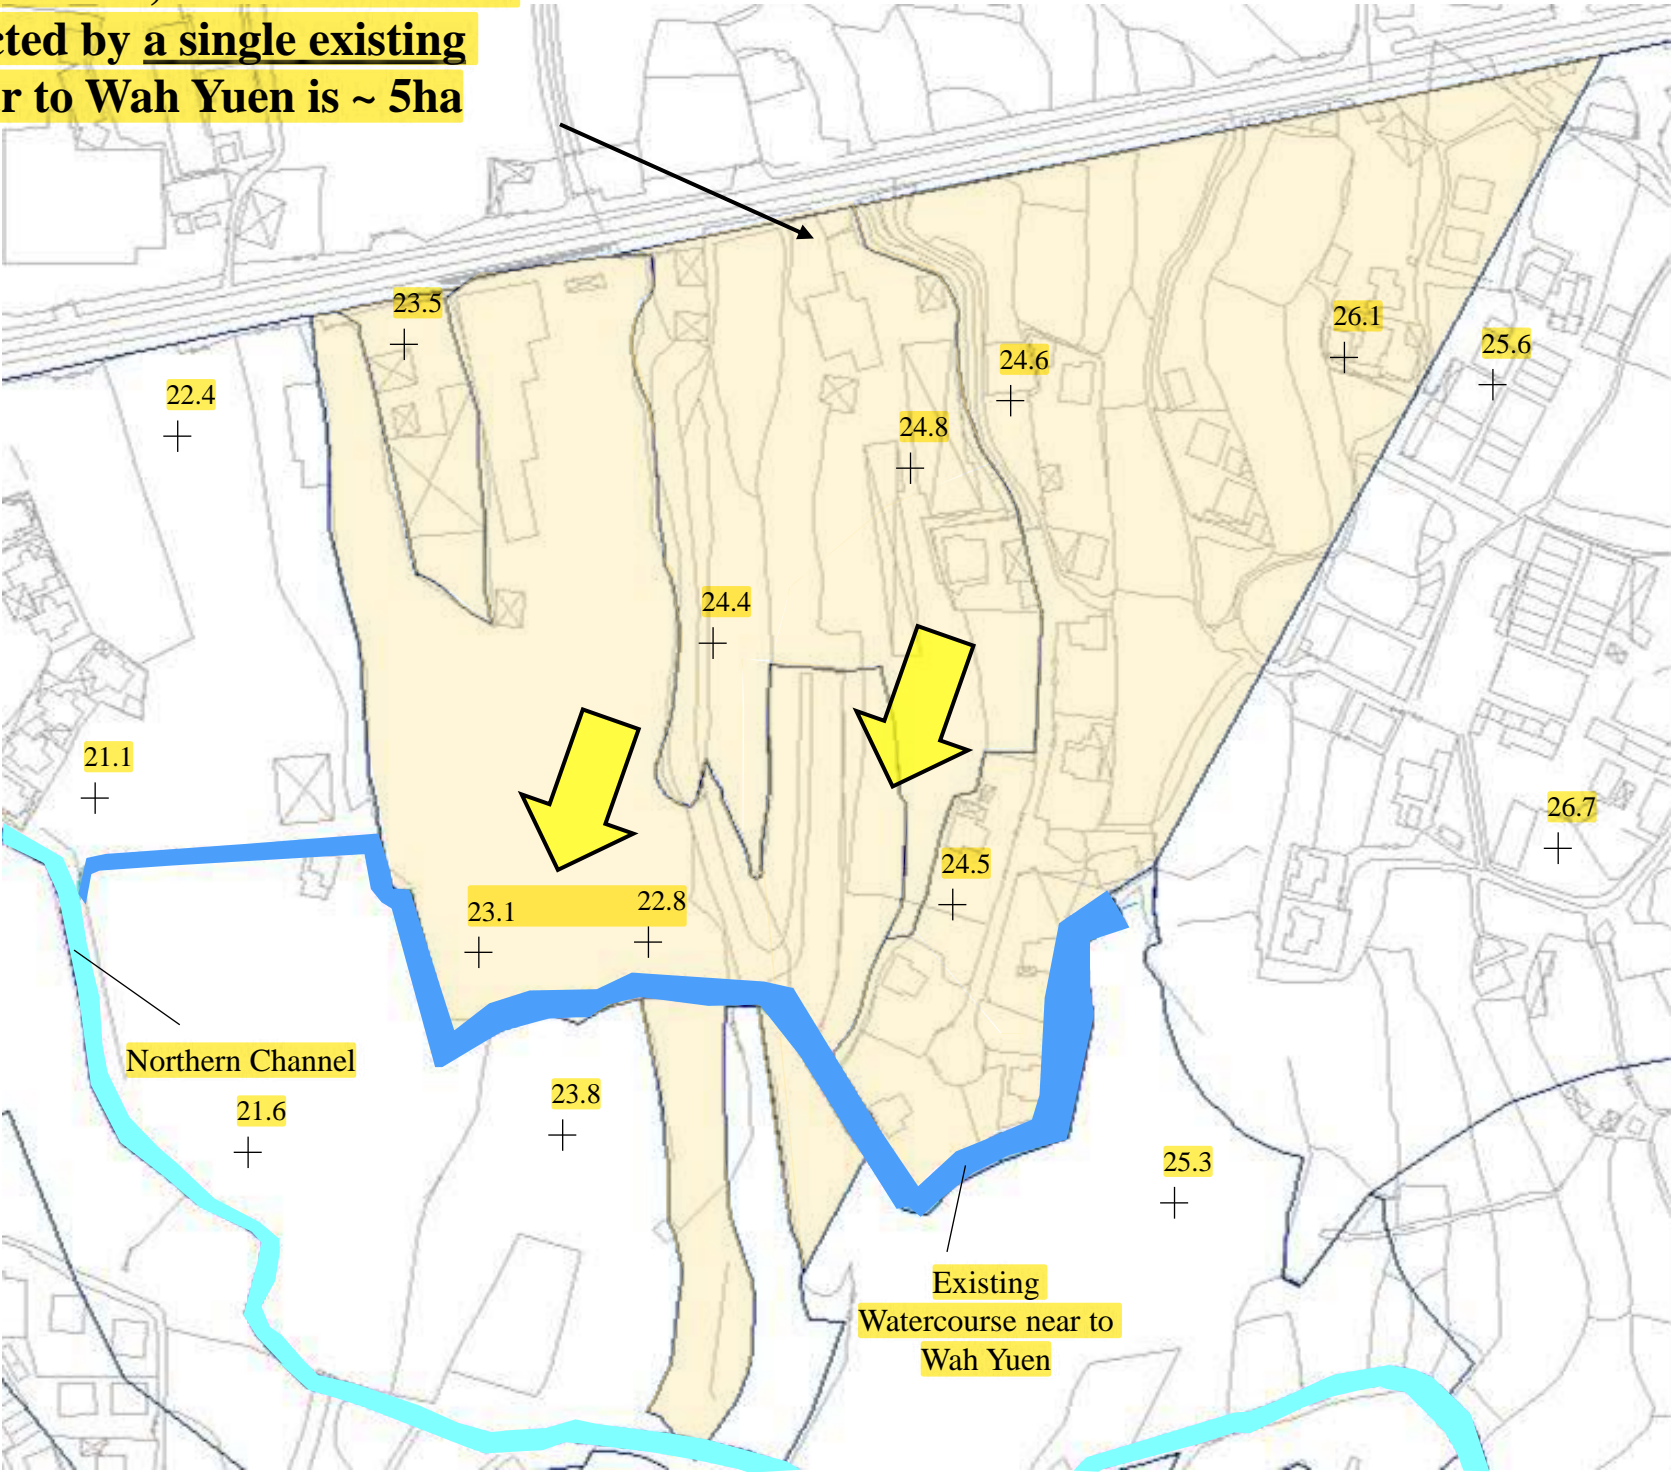 cted by a single existing
r to Wah Yuen is ~ 5ha
23.5
26.1
25.6
24.6
22.4
24.8
24.4
21.1
26.7
24.5
22.8
23.1
Northern Channel
23.8
21.6
25.3
Existing
Watercourse near to
Wah Yuen